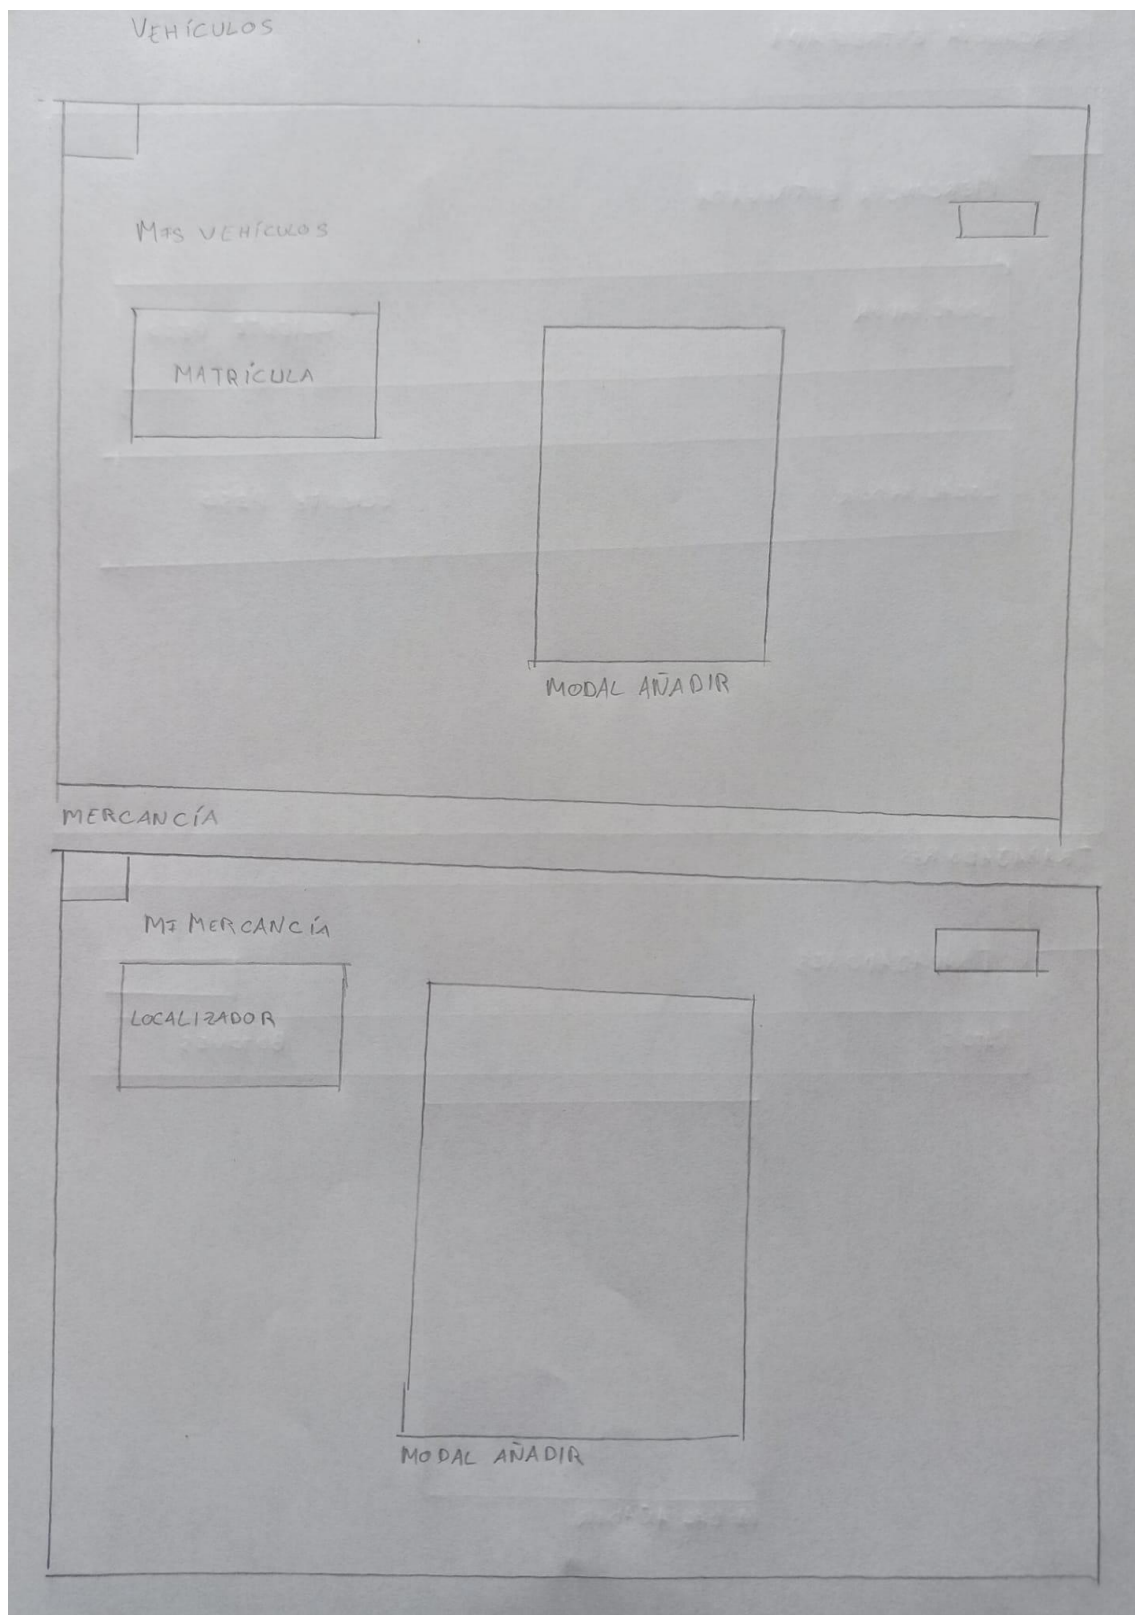 VEHÍCULOS
MIS VEHÍCULOS
MATRÍCULA
MODAL AÑADIR
MERCANCÍA
MI MERCANCÍA
LOCALIZADOR
MODAL AÑADIR